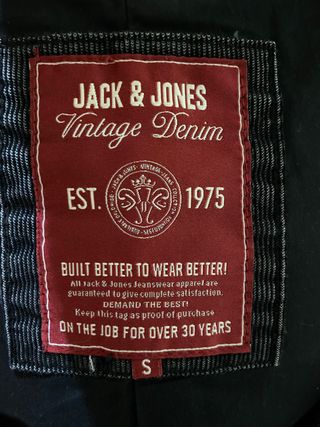 JACK & JONES
Vintage Denim
EST. 1975
BUILT BETTER TO WEAR BETTER!
All Jack & Jones Jeanswear apparel are
guaranteed to give complete satisfaction.
DEMAND THE BEST!
Keep this tag as proof of purchase
ON THE JOB FOR OVER 30 YEARS
S